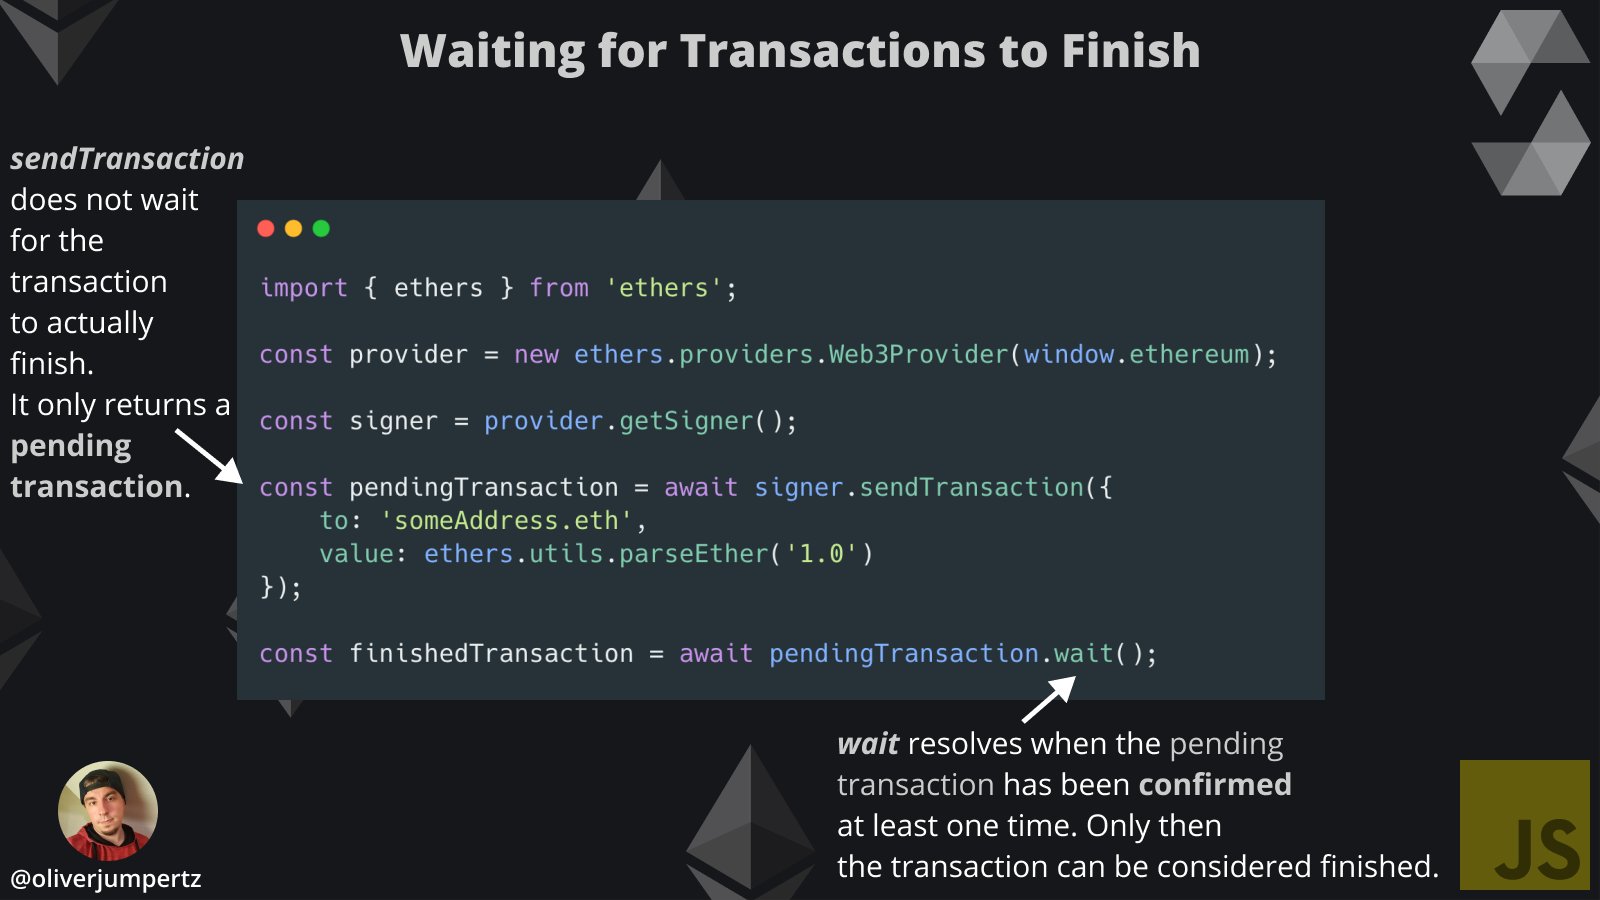 Waiting for Transactions to Finish
sendTransaction
does not wait
for the
transaction
to actually
finish.
It only returns a
pending
transaction.
import { ethers } from 'ethers';
const provider = new ethers.providers.Web3Provider(window.ethereum);
const signer = provider.getSigner();
const pendingTransaction = await signer.sendTransaction({
    to: 'someAddress.eth',
    value: ethers.utils.parseEther('1.0')
});
const finishedTransaction = await pendingTransaction.wait();
wait resolves when the pending
transaction has been confirmed
at least one time. Only then
the transaction can be considered finished.
@oliverjumpertz
JS